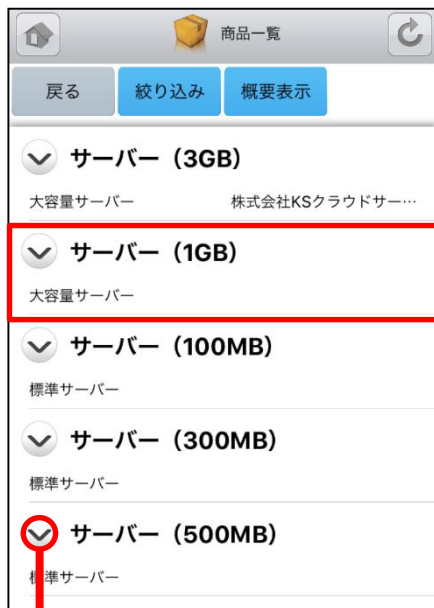 商品一覧
戻る 絞り込み 概要表示
サーバー（3GB）
大容量サーバー 株式会社KSクラウドサー…
サーバー（1GB）
大容量サーバー
サーバー（100MB）
標準サーバー
サーバー（300MB）
標準サーバー
サーバー（500MB）
標準サーバー